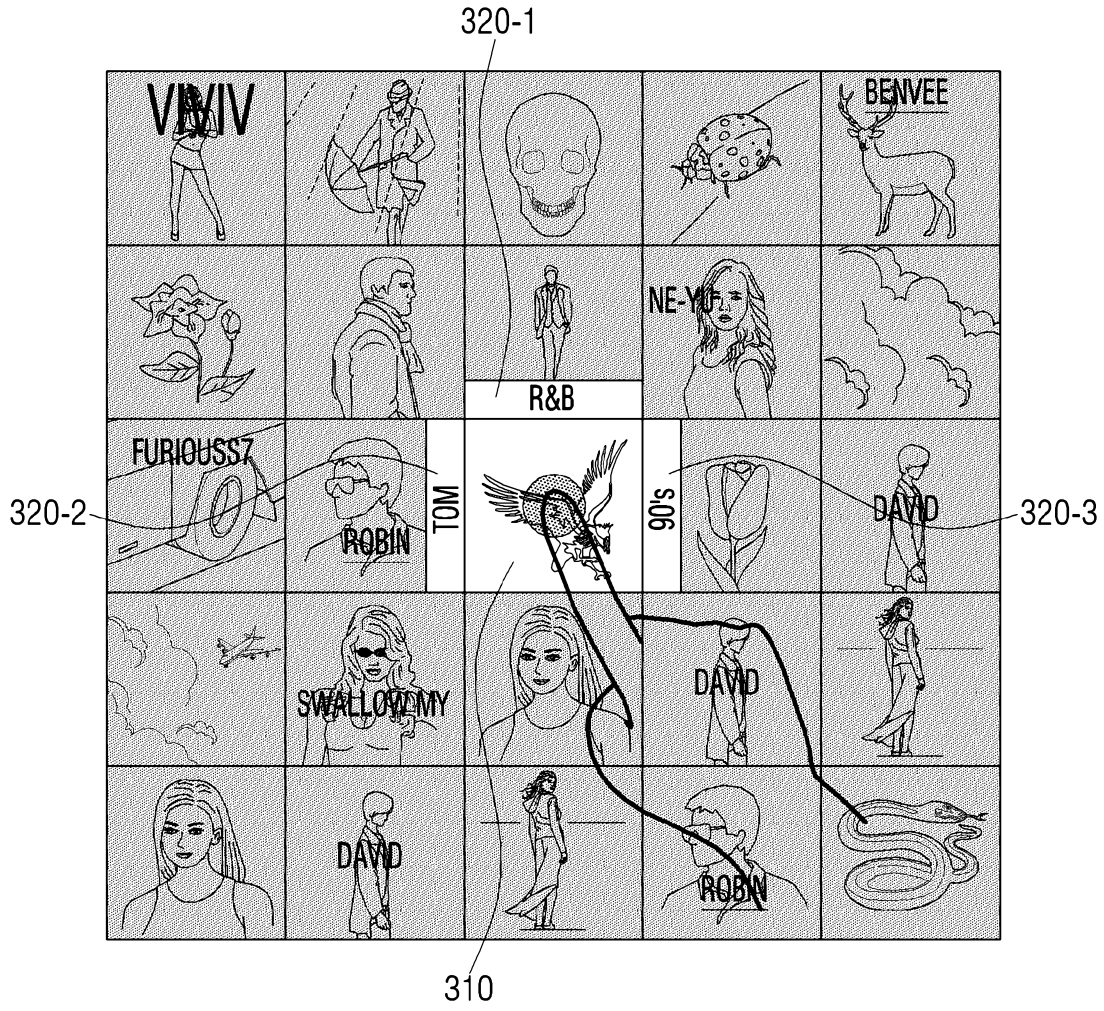 320-1
VIVIV
BENVEE
NE-YU
R&B
FURIOUSS7
ROBIN
TOM
90's
DAVID
320-2
320-3
SWALLOW MY
DAVID
DAVID
ROBIN
310